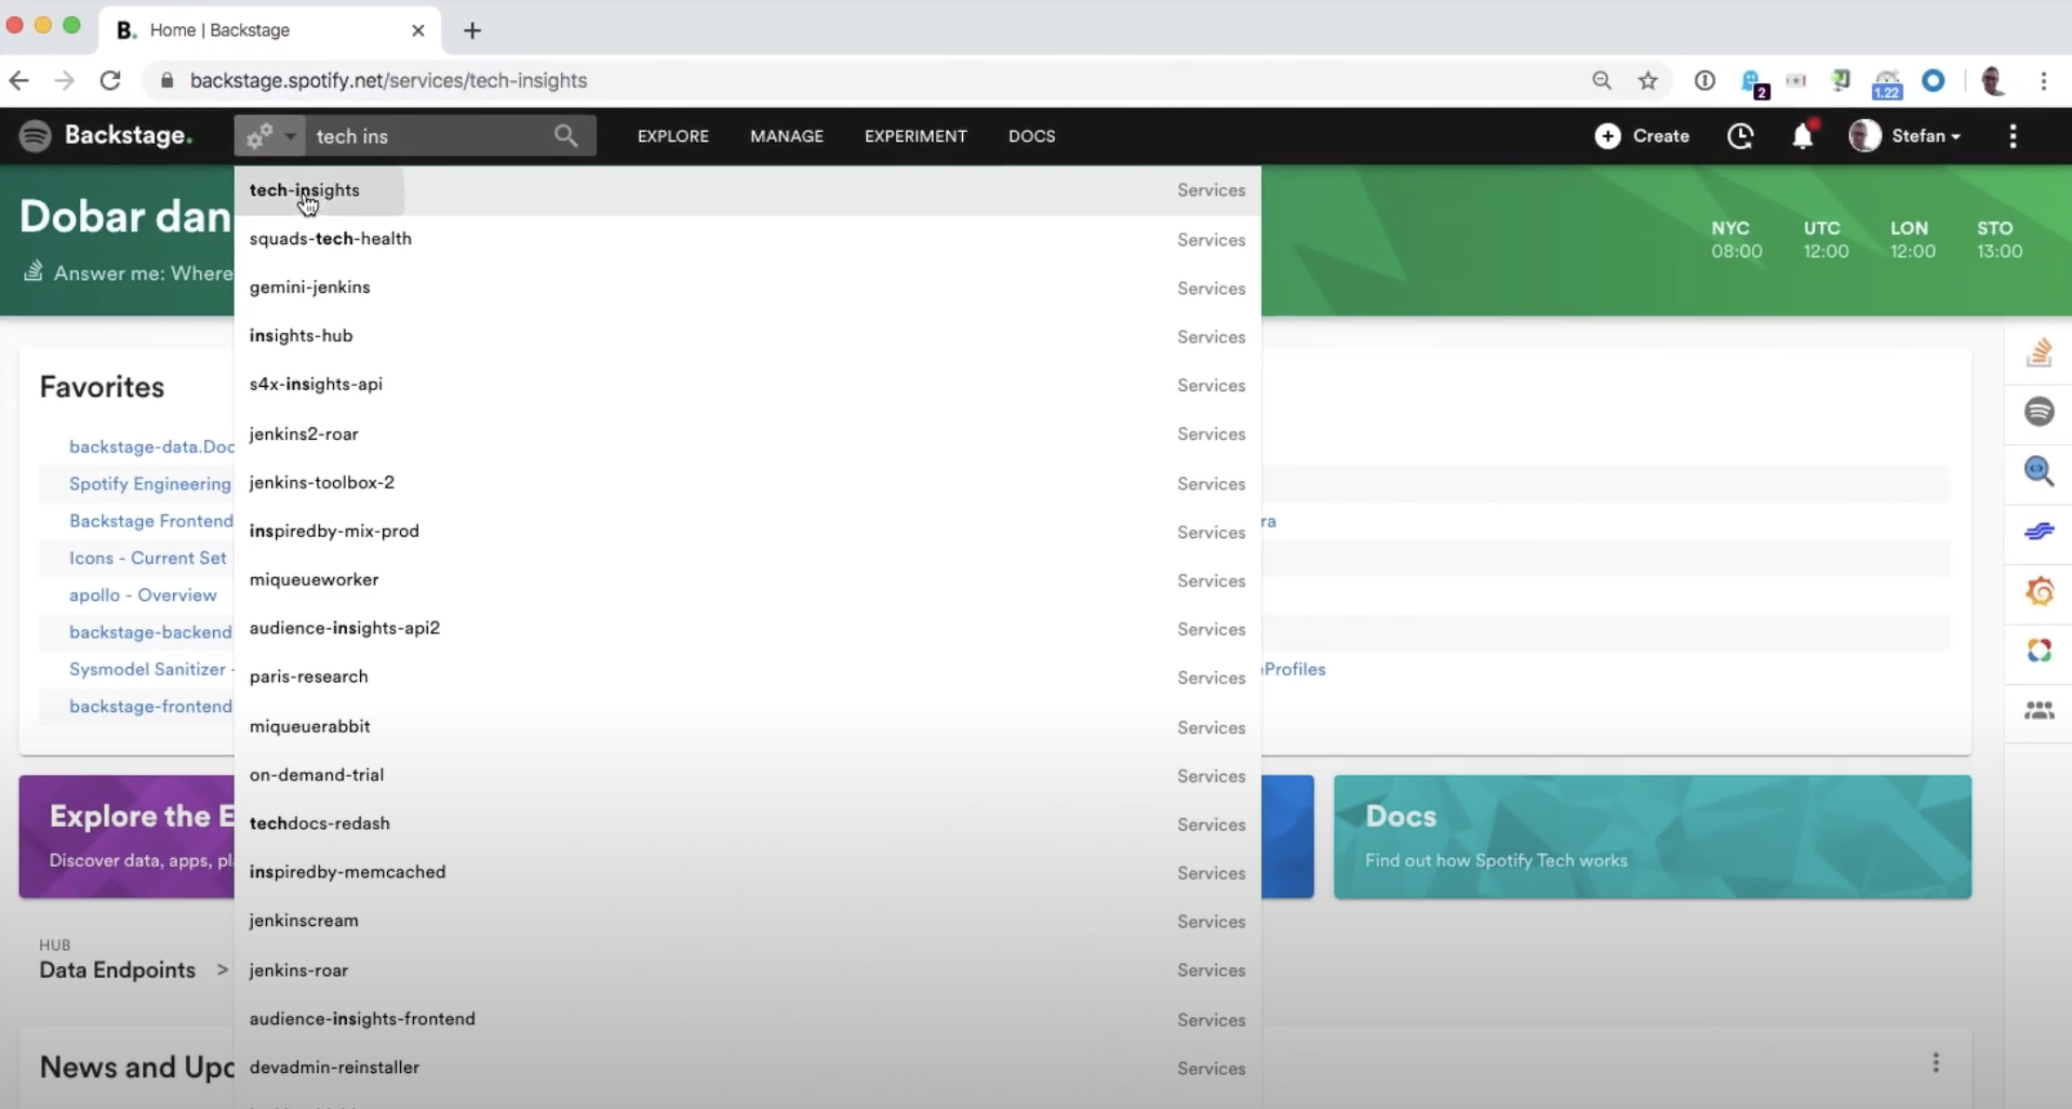 B. Home | Backstage
backstage.spotify.net/services/tech-insights
2
1.22
Backstage.
tech ins
EXPLORE
MANAGE
EXPERIMENT
DOCS
Create
Stefan
Dobar dan
Answer me: Where
NYC
08:00
UTC
12:00
LON
12:00
STO
13:00
tech-insights Services
squads-tech-health Services
gemini-jenkins Services
insights-hub Services
s4x-insights-api Services
jenkins2-roar Services
jenkins-toolbox-2 Services
inspiredby-mix-prod Services
miqueueworker Services
audience-insights-api2 Services
paris-research Services
miqueuerabbit Services
on-demand-trial Services
techdocs-redash Services
inspiredby-memcached Services
jenkinscream Services
jenkins-roar Services
audience-insights-frontend Services
devadmin-reinstaller Services
Favorites
backstage-data.Doc
Spotify Engineering
Backstage Frontend
Icons - Current Set
apollo - Overview
backstage-backend
Sysmodel Sanitizer -
backstage-frontend
ra
Profiles
Explore the E
Discover data, apps, pl
Docs
Find out how Spotify Tech works
HUB
Data Endpoints >
News and Upd